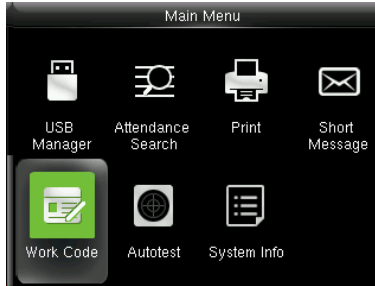 Main Menu
USB
Manager
Attendance
Search
Print
Short
Message
Work Code
Autotest
System Info